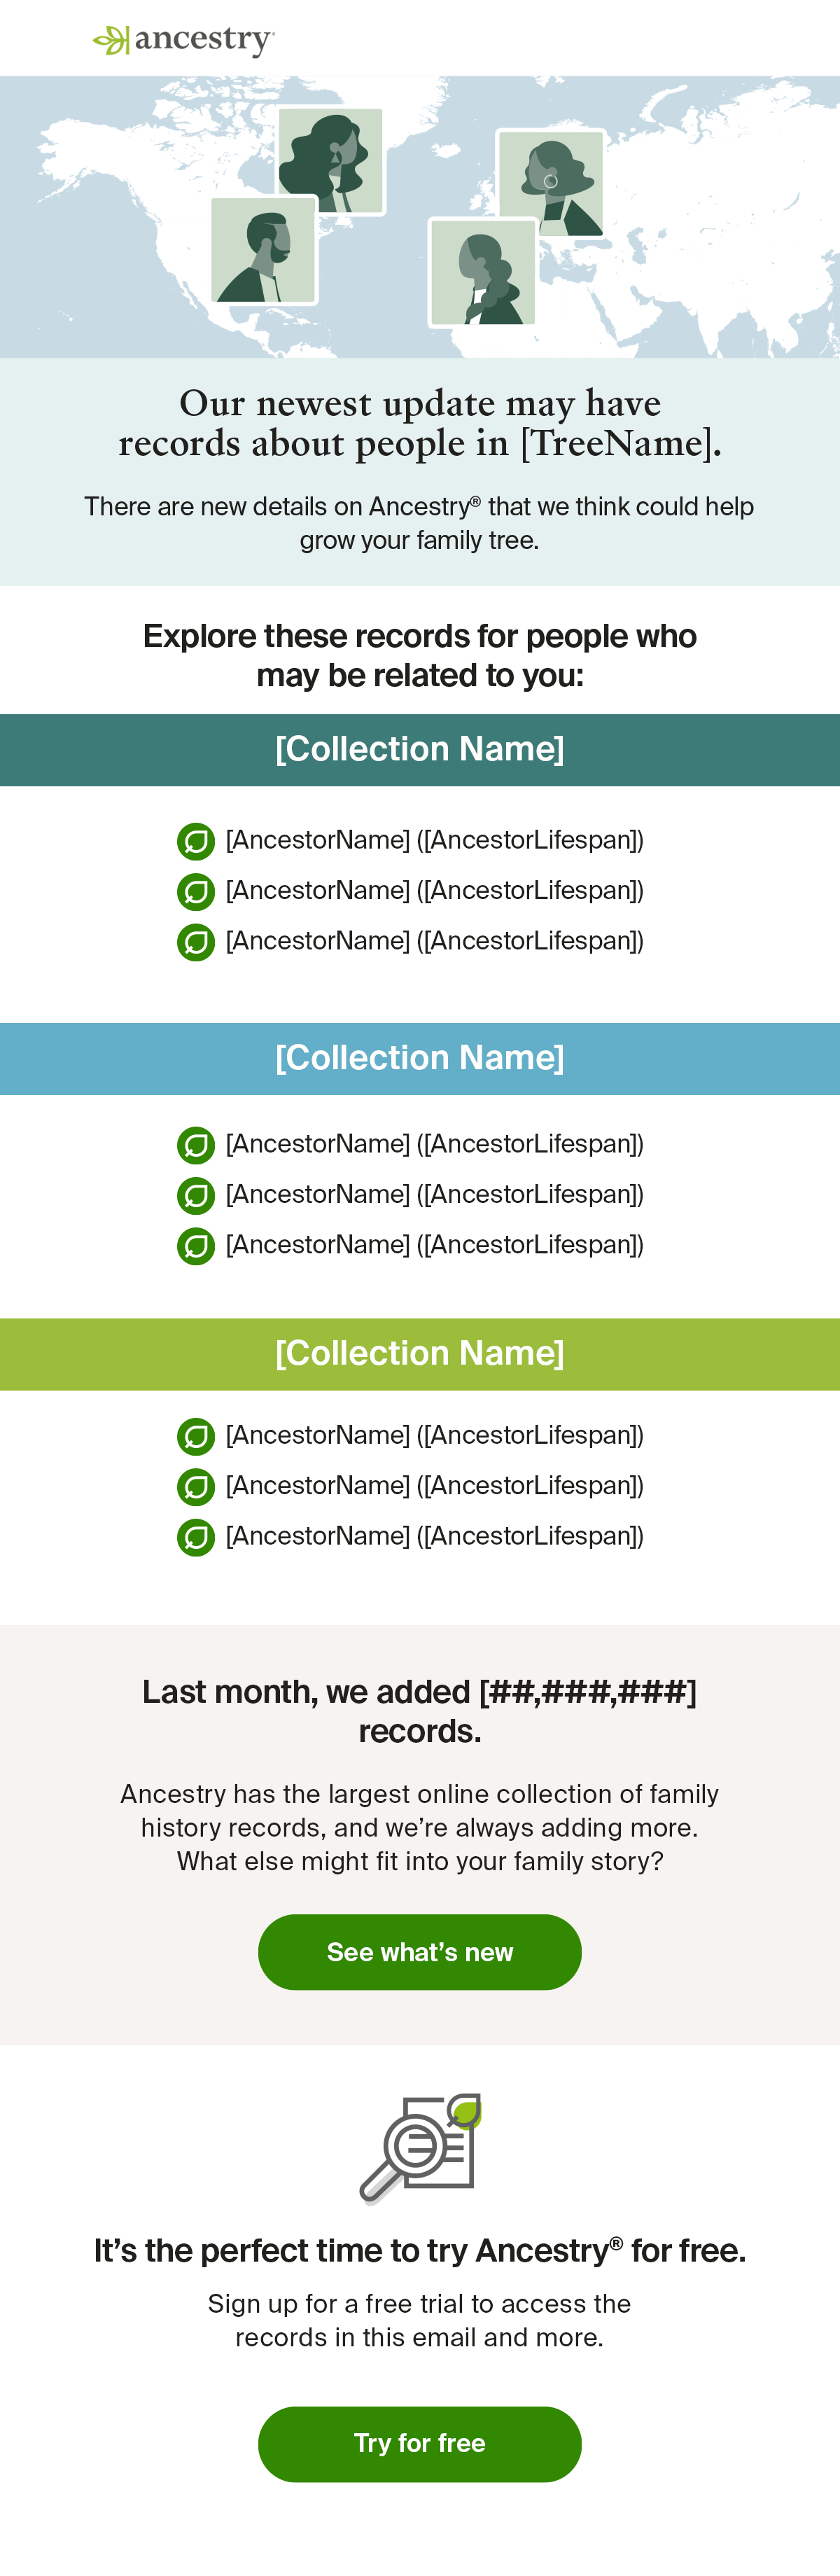 ancestry
Our newest update may have
records about people in [TreeName].
There are new details on Ancestry® that we think could help
grow your family tree.
Explore these records for people who
may be related to you:
[Collection Name]
[AncestorName] ([AncestorLifespan])
[AncestorName] ([AncestorLifespan])
[AncestorName] ([AncestorLifespan])
[Collection Name]
[AncestorName] ([AncestorLifespan])
[AncestorName] ([AncestorLifespan])
[AncestorName] ([AncestorLifespan])
[Collection Name]
[AncestorName] ([AncestorLifespan])
[AncestorName] ([AncestorLifespan])
[AncestorName] ([AncestorLifespan])
Last month, we added [##,###,###]
records.
Ancestry has the largest online collection of family
history records, and we’re always adding more.
What else might fit into your family story?
See what’s new
It’s the perfect time to try Ancestry® for free.
Sign up for a free trial to access the
records in this email and more.
Try for free